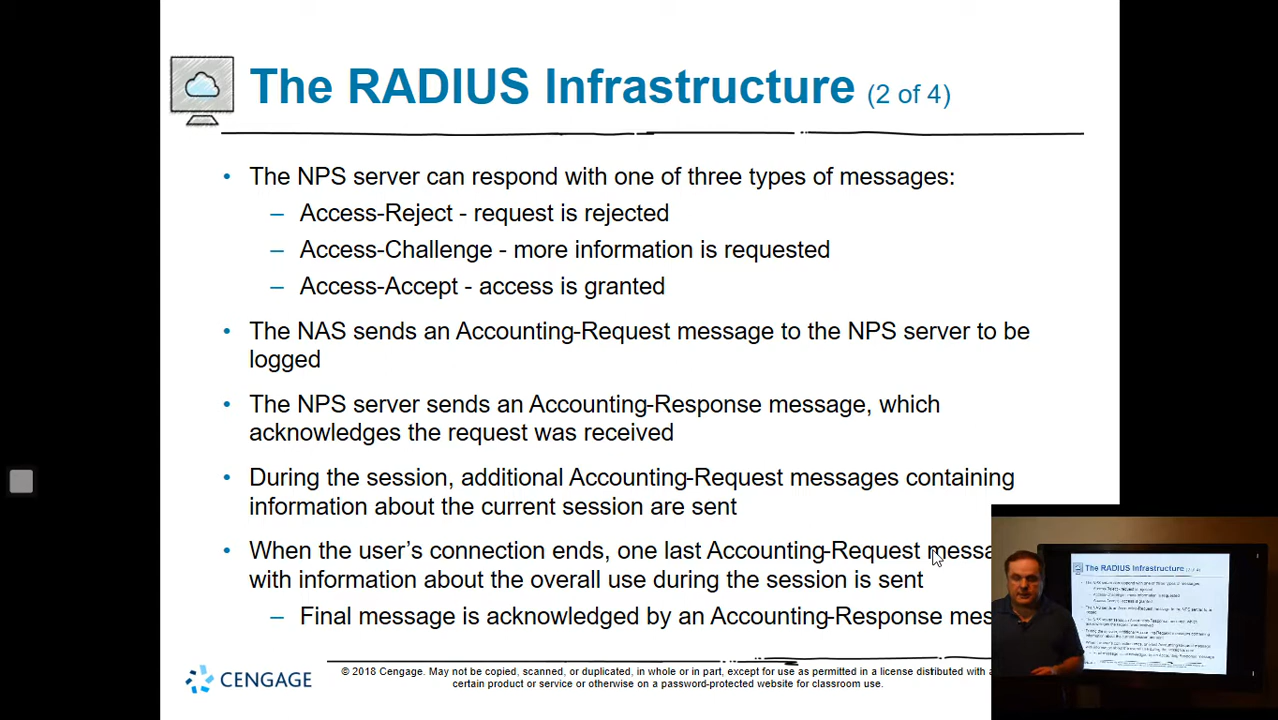 The RADIUS Infrastructure (2 of 4)
• The NPS server can respond with one of three types of messages:
– Access-Reject - request is rejected
– Access-Challenge - more information is requested
– Access-Accept - access is granted
• The NAS sends an Accounting-Request message to the NPS server to be
logged
• The NPS server sends an Accounting-Response message, which
acknowledges the request was received
• During the session, additional Accounting-Request messages containing
information about the current session are sent
• When the user's connection ends, one last Accounting-Request messa
with information about the overall use during the session is sent
– Final message is acknowledged by an Accounting-Response mes
CENGAGE
© 2018 Cengage. May not be copied, scanned, or duplicated, in whole or in part, except for use as permitted in a license distributed with a
certain product or service or otherwise on a password-protected website for classroom use.
The RADIUS Infrastructure